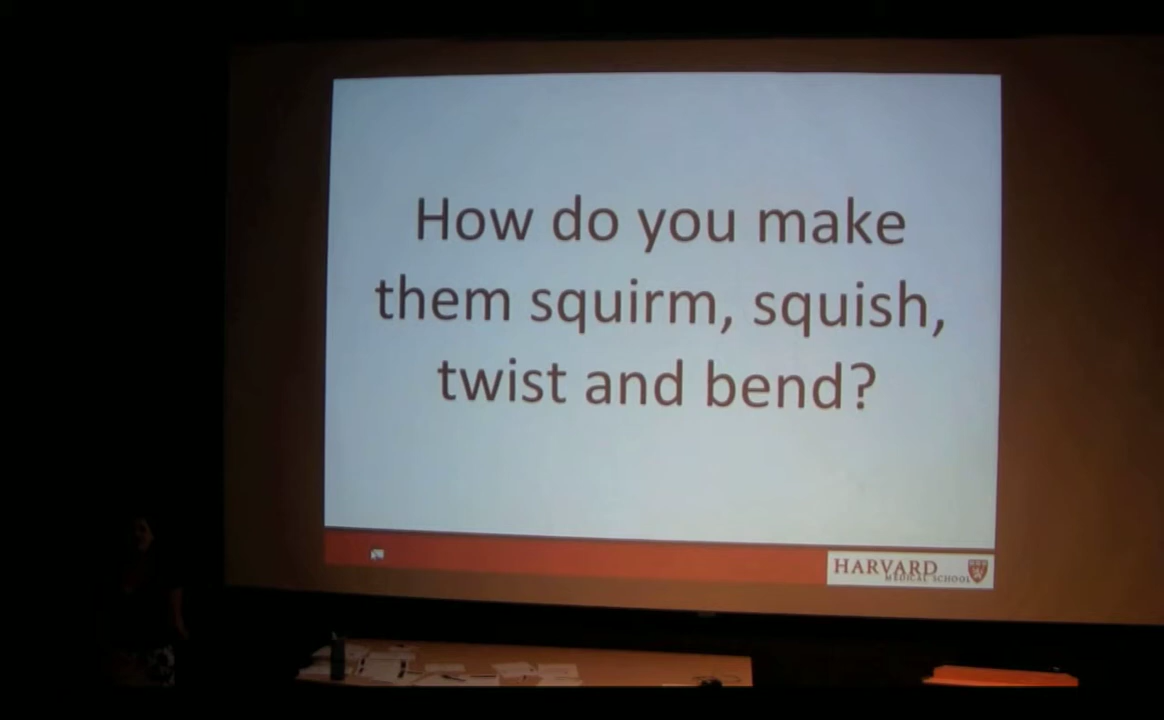 How do you make
them squirm, squish,
twist and bend?
HARVARD
MEDICAL SCHOOL